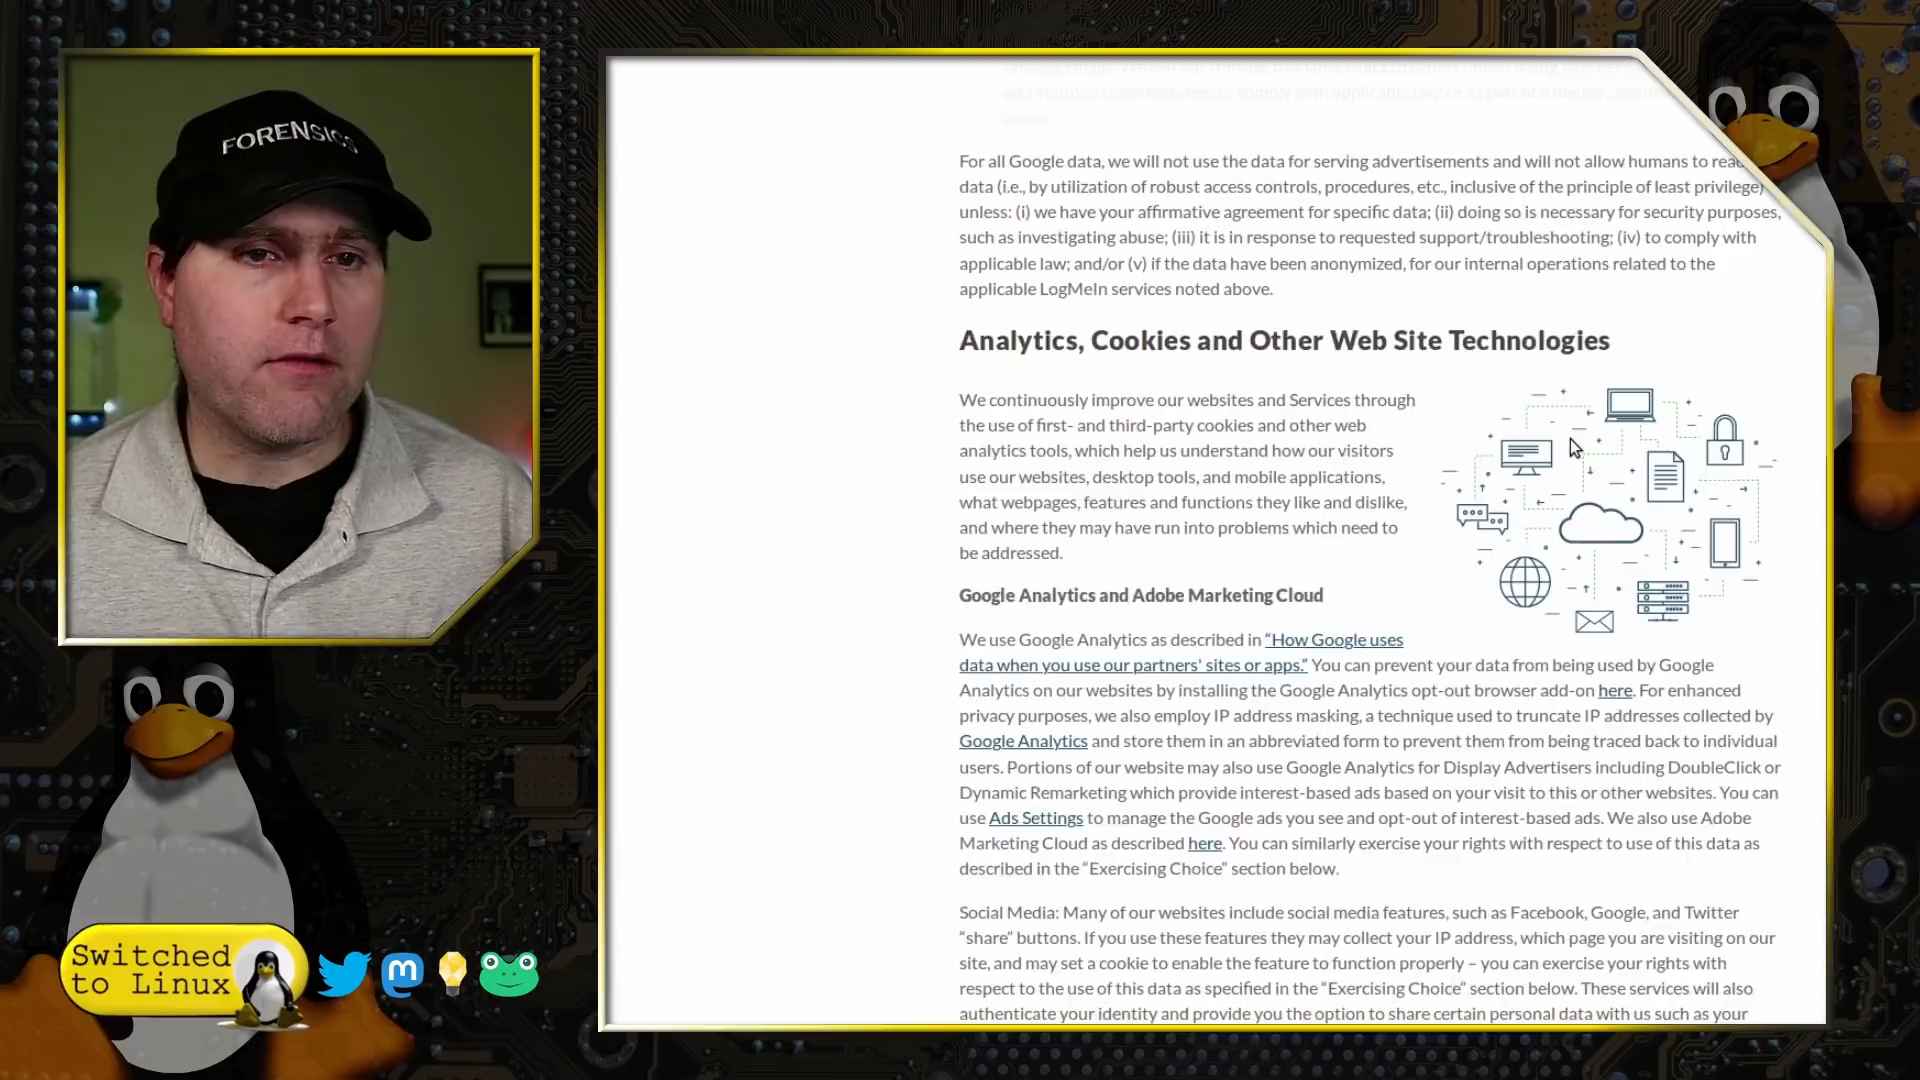 FORENSICS
For all Google data, we will not use the data for serving advertisements and will not allow humans to read
data (i.e., by utilization of robust access controls, procedures, etc., inclusive of the principle of least privilege)
unless: (i) we have your affirmative agreement for specific data; (ii) doing so is necessary for security purposes,
such as investigating abuse; (iii) it is in response to requested support/troubleshooting; (iv) to comply with
applicable law; and/or (v) if the data have been anonymized, for our internal operations related to the
applicable LogMeIn services noted above.
Analytics, Cookies and Other Web Site Technologies
We continuously improve our websites and Services through
the use of first- and third-party cookies and other web
analytics tools, which help us understand how our visitors
use our websites, desktop tools, and mobile applications,
what webpages, features and functions they like and dislike,
and where they may have run into problems which need to
be addressed.
Google Analytics and Adobe Marketing Cloud
We use Google Analytics as described in “How Google uses
data when you use our partners' sites or apps.” You can prevent your data from being used by Google
Analytics on our websites by installing the Google Analytics opt-out browser add-on here. For enhanced
privacy purposes, we also employ IP address masking, a technique used to truncate IP addresses collected by
Google Analytics and store them in an abbreviated form to prevent them from being traced back to individual
users. Portions of our website may also use Google Analytics for Display Advertisers including DoubleClick or
Dynamic Remarketing which provide interest-based ads based on your visit to this or other websites. You can
use Ads Settings to manage the Google ads you see and opt-out of interest-based ads. We also use Adobe
Marketing Cloud as described here. You can similarly exercise your rights with respect to use of this data as
described in the “Exercising Choice” section below.
Social Media: Many of our websites include social media features, such as Facebook, Google, and Twitter
“share” buttons. If you use these features they may collect your IP address, which page you are visiting on our
site, and may set a cookie to enable the feature to function properly – you can exercise your rights with
respect to the use of this data as specified in the “Exercising Choice” section below. These services will also
authenticate your identity and provide you the option to share certain personal data with us such as your
Switched
to Linux